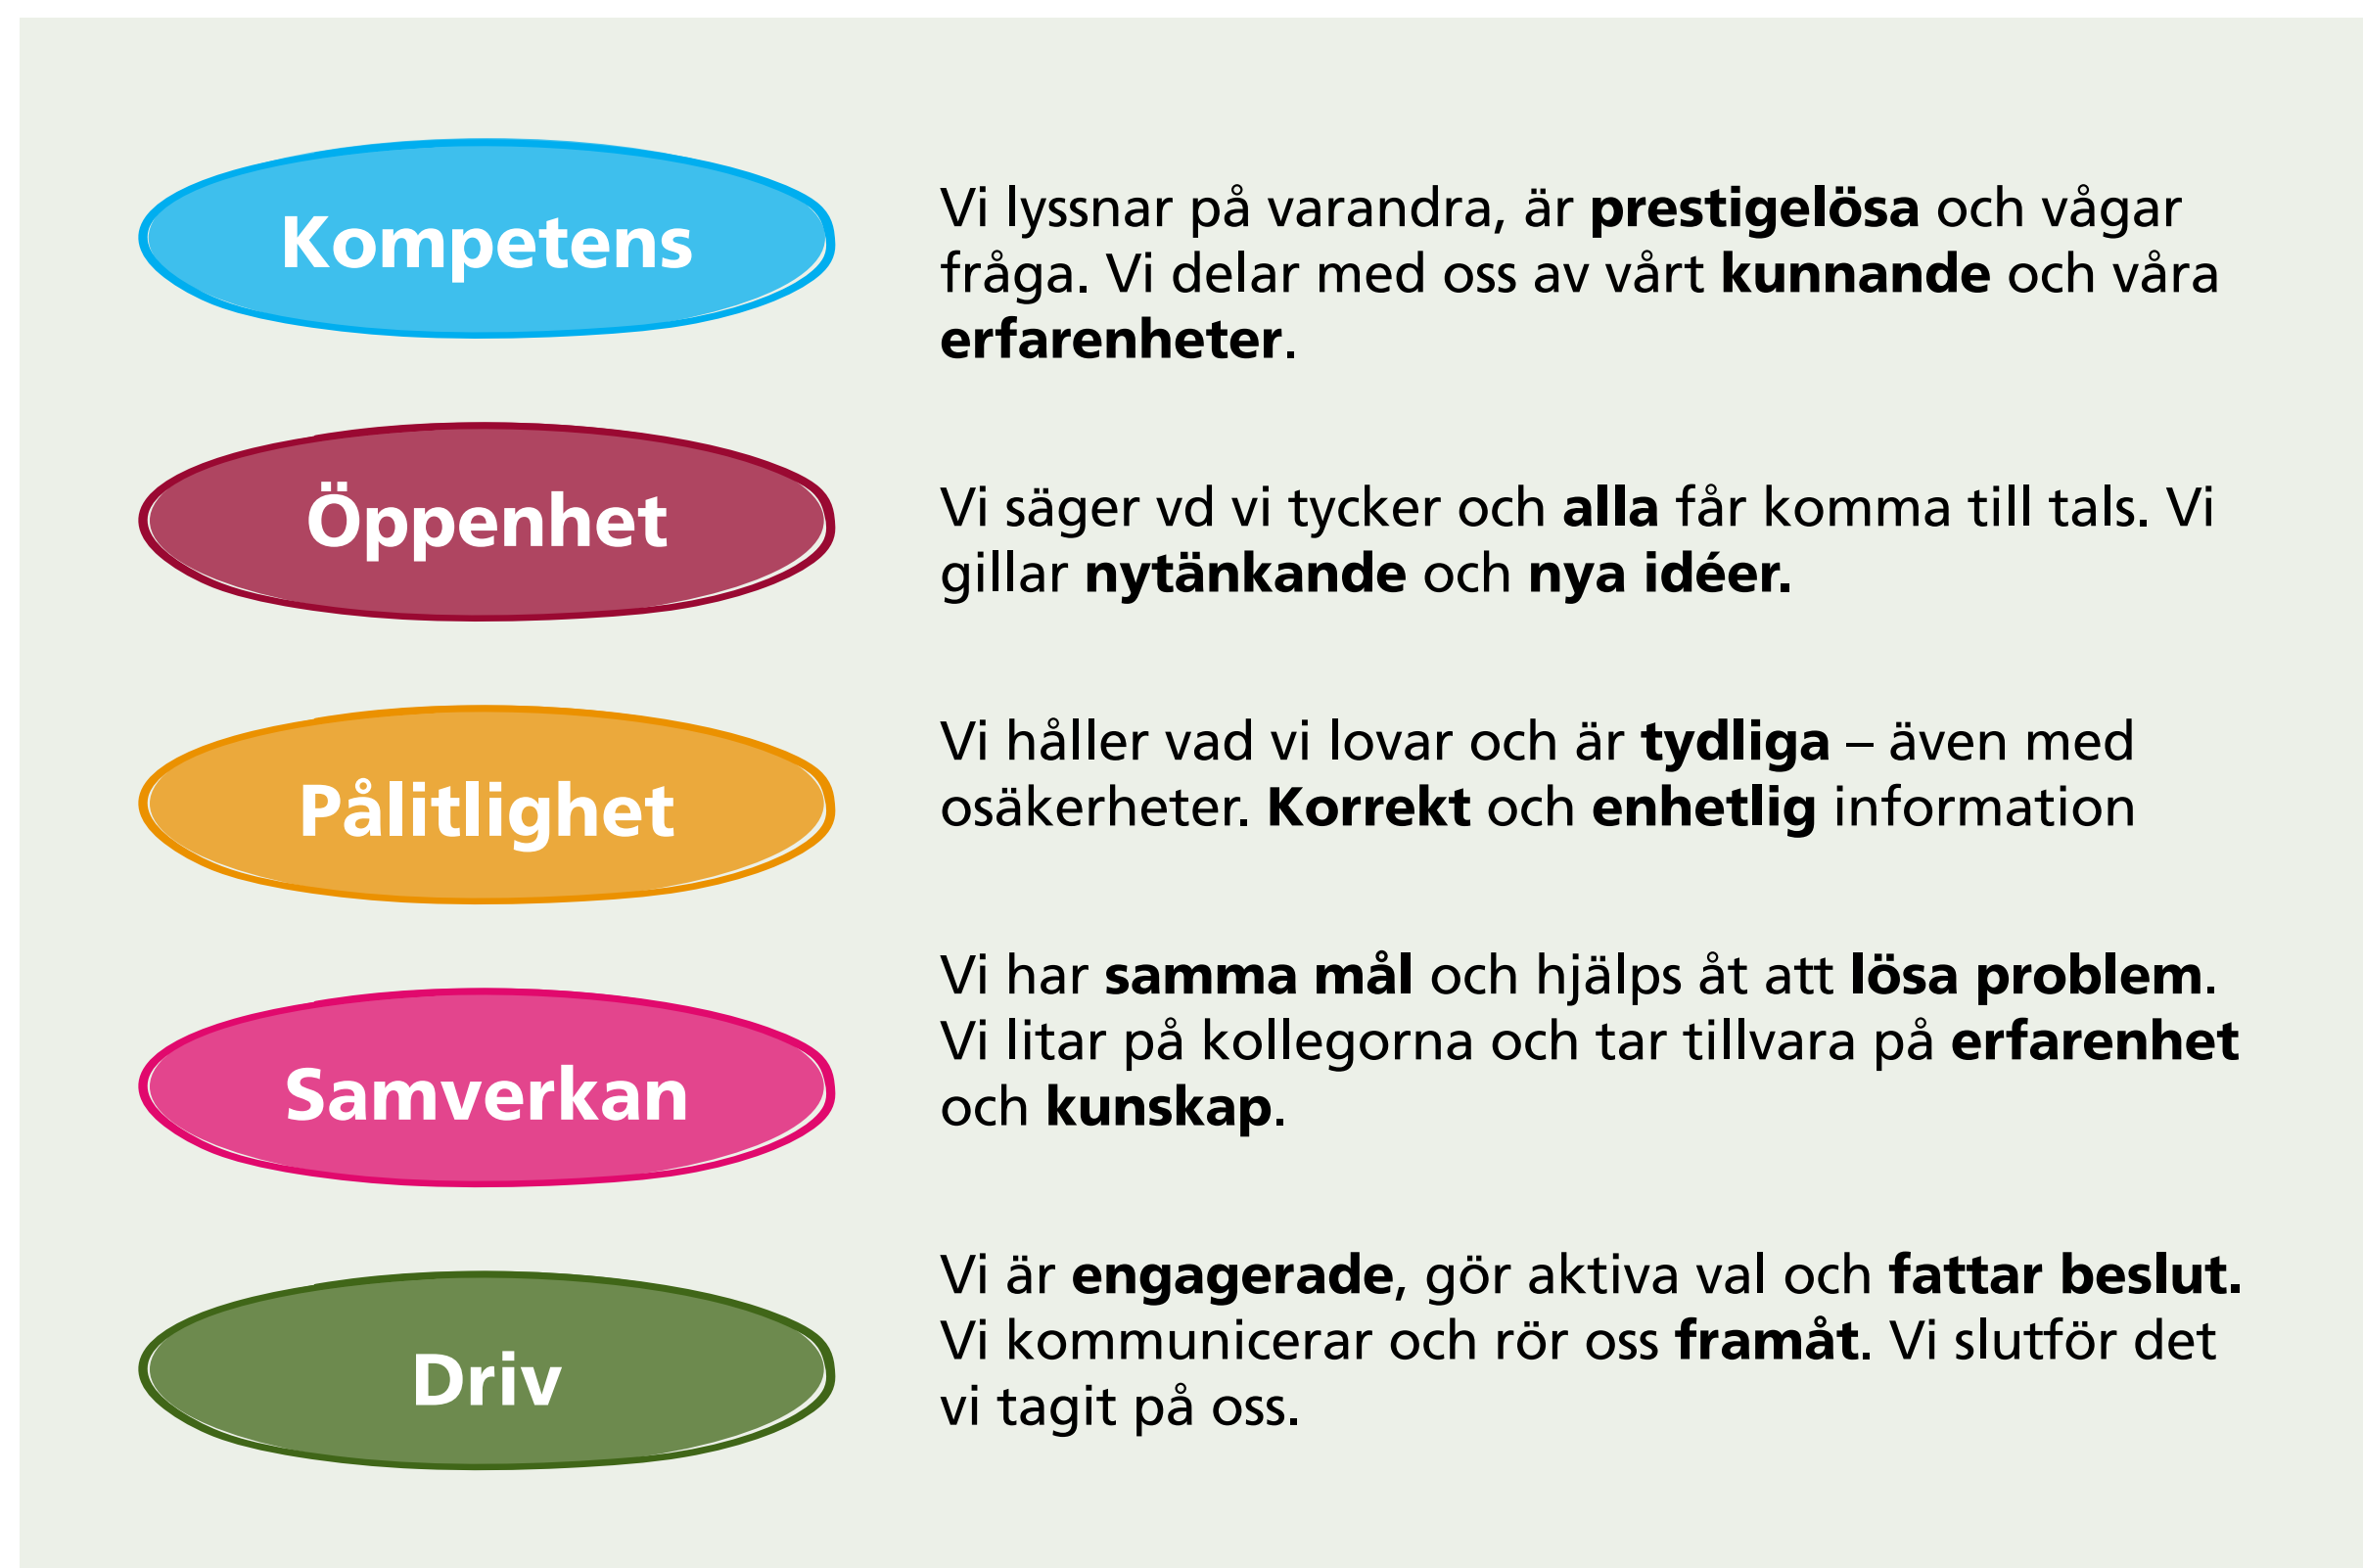 Kompetens
Vi lyssnar på varandra, är prestigelösa och vågar
fråga. Vi delar med oss av vårt kunnande och våra
erfarenheter.
Öppenhet
Vi säger vd vi tycker och alla får komma till tals. Vi
gillar nytänkande och nya idéer.
Pålitlighet
Vi håller vad vi lovar och är tydliga – även med
osäkerheter. Korrekt och enhetlig information
Samverkan
Vi har samma mål och hjälps åt att lösa problem.
Vi litar på kollegorna och tar tillvara på erfarenhet
och kunskap.
Driv
Vi är engagerade, gör aktiva val och fattar beslut.
Vi kommunicerar och rör oss framåt. Vi slutför det
vi tagit på oss.